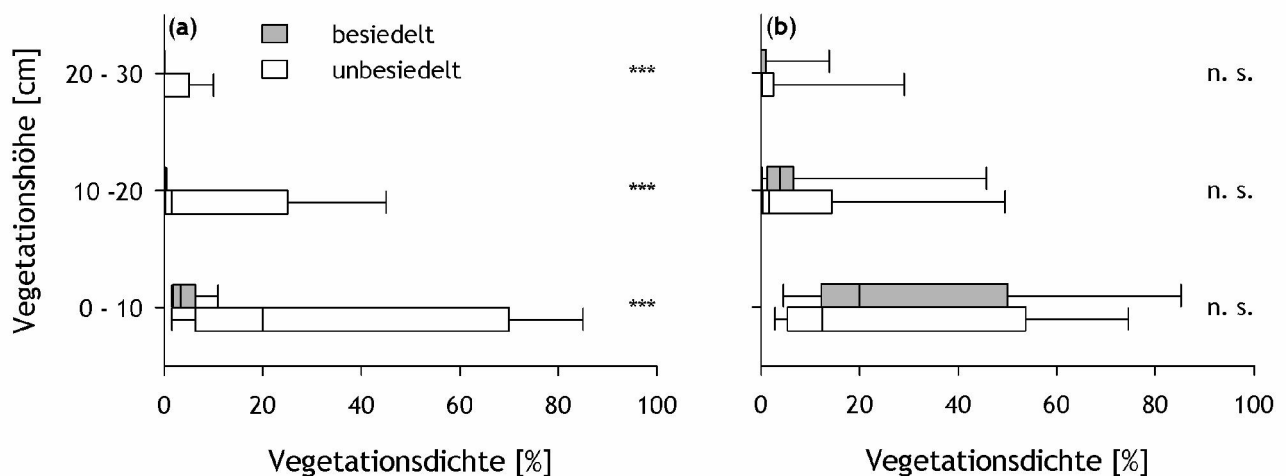 (a)
besiedelt
unbesiedelt
Vegetationshöhe [cm]
20 - 30
***
10 -20
***
0 - 10
***
0 20 40 60 80 100
Vegetationsdichte [%]
(b)
n. s.
n. s.
n. s.
0 20 40 60 80 100
Vegetationsdichte [%]